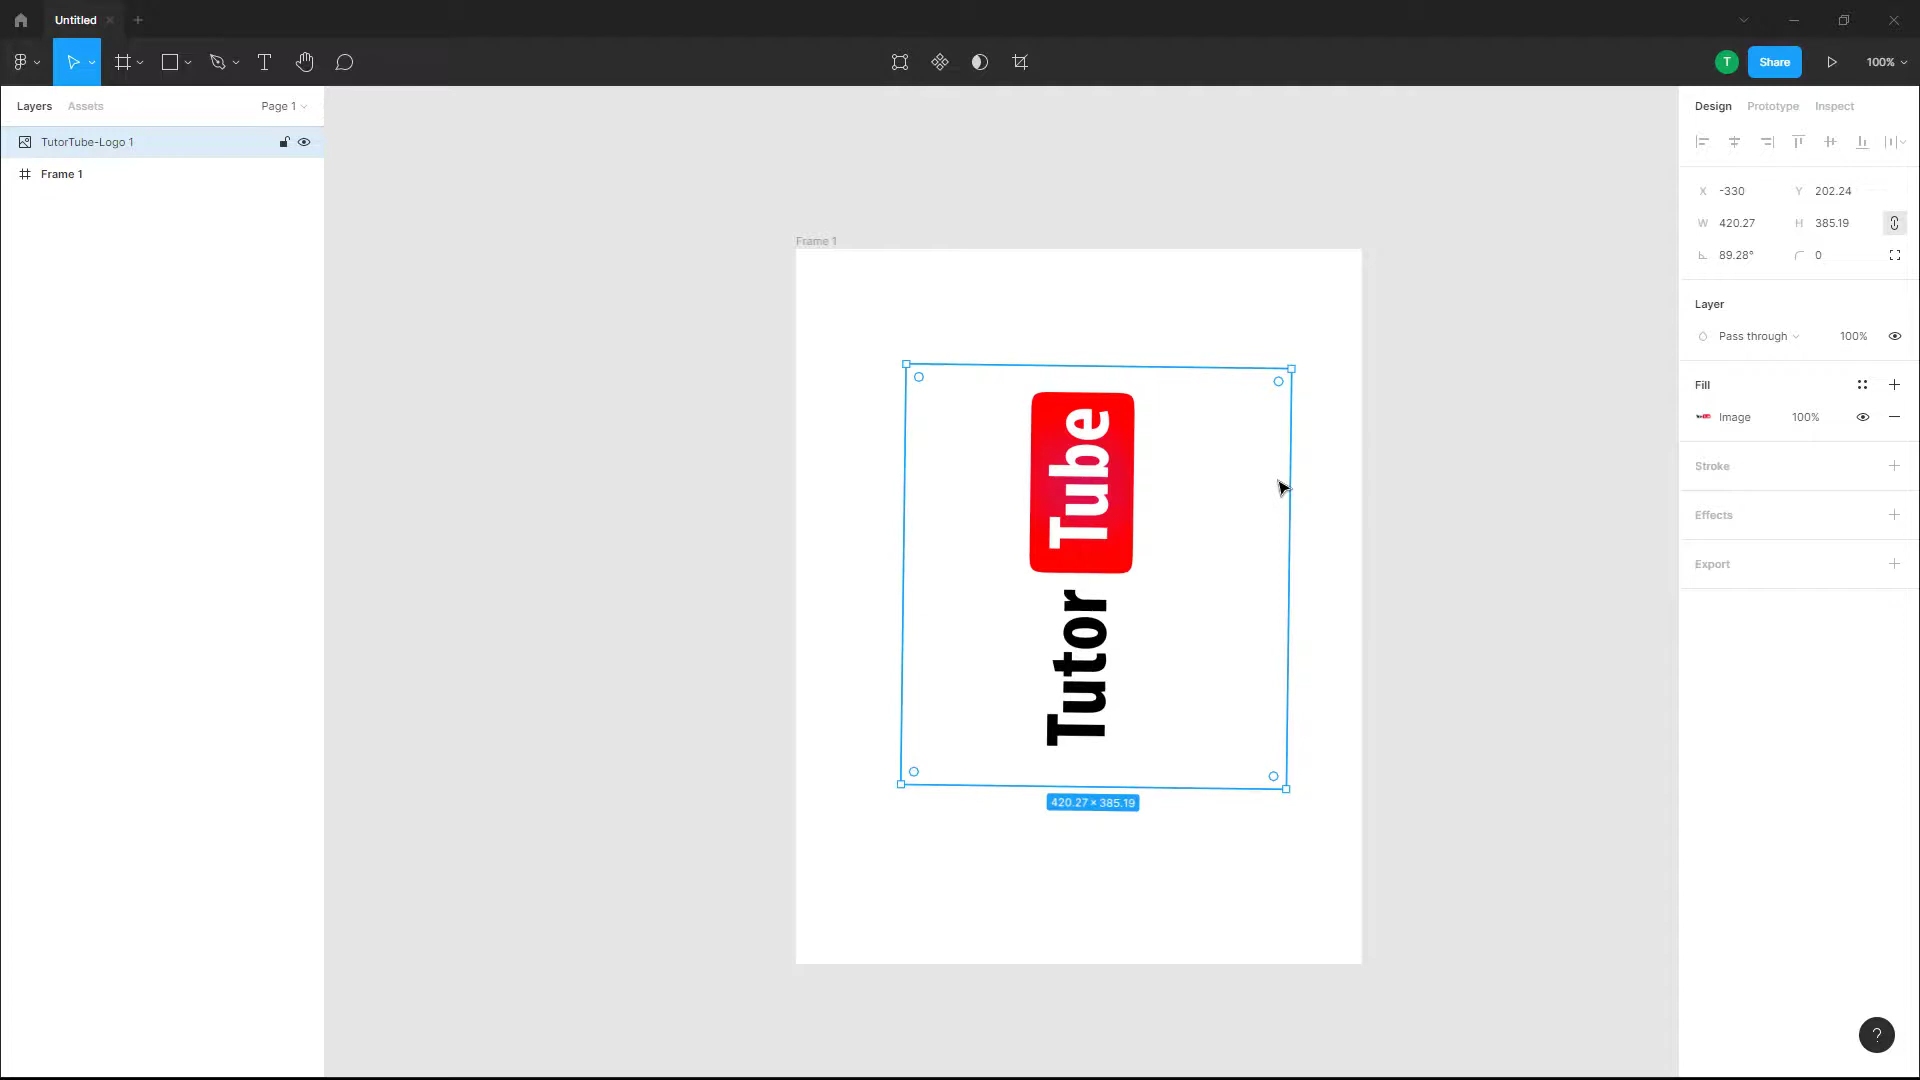 Untitled
T
Share
100%
Layers
Assets
Page 1
Design
Prototype
Inspect
TutorTube-Logo 1
Frame 1
X -330
Y 202.24
W 420.27
H 385.19
89.28°
0
Layer
Pass through
100%
Fill
Image
100%
Stroke
Effects
Export
Frame 1
Tutor Tube
420.27 × 385.19
?